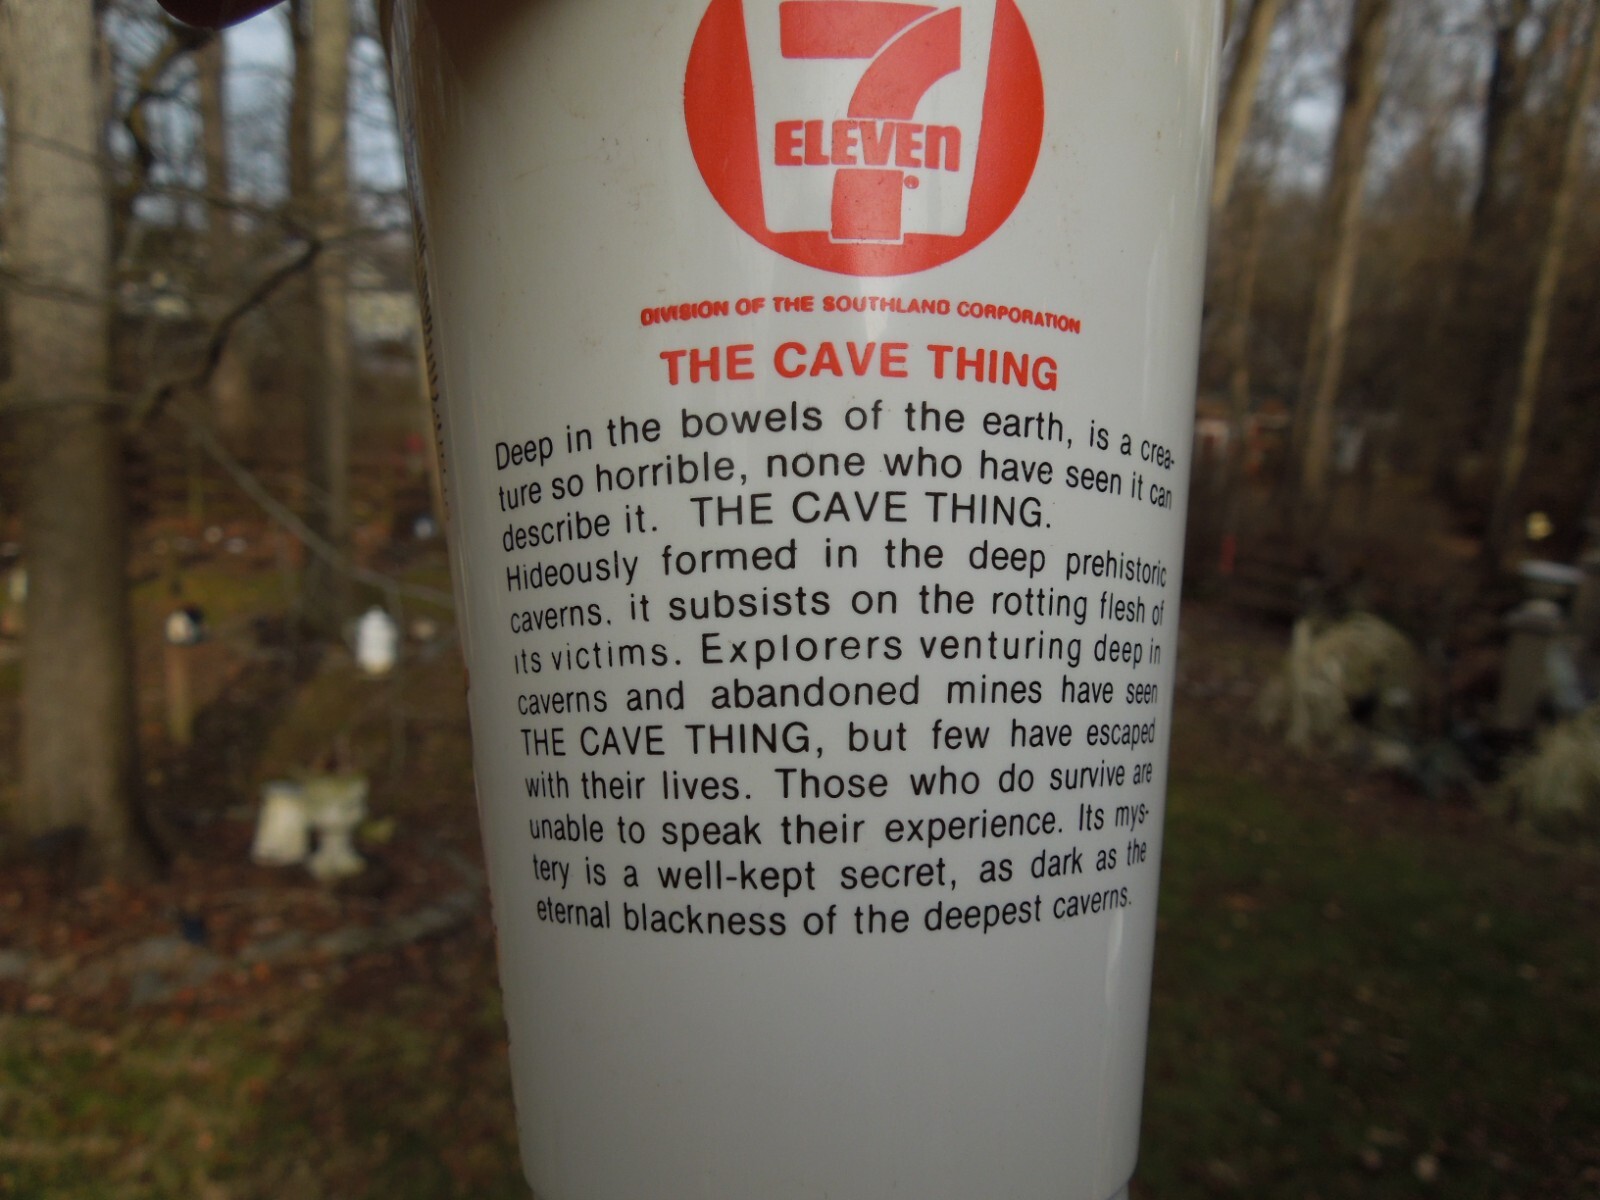 7
ELEVEN
®
DIVISION OF THE SOUTHLAND CORPORATION
THE CAVE THING
Deep in the bowels of the earth, is a crea-
ture so horrible, none who have seen it can
describe it. THE CAVE THING.
Hideously formed in the deep prehistoric
caverns. it subsists on the rotting flesh of
its victims. Explorers venturing deep in
caverns and abandoned mines have seen
THE CAVE THING, but few have escaped
with their lives. Those who do survive are
unable to speak their experience. Its mys-
tery is a well-kept secret, as dark as the
eternal blackness of the deepest caverns.